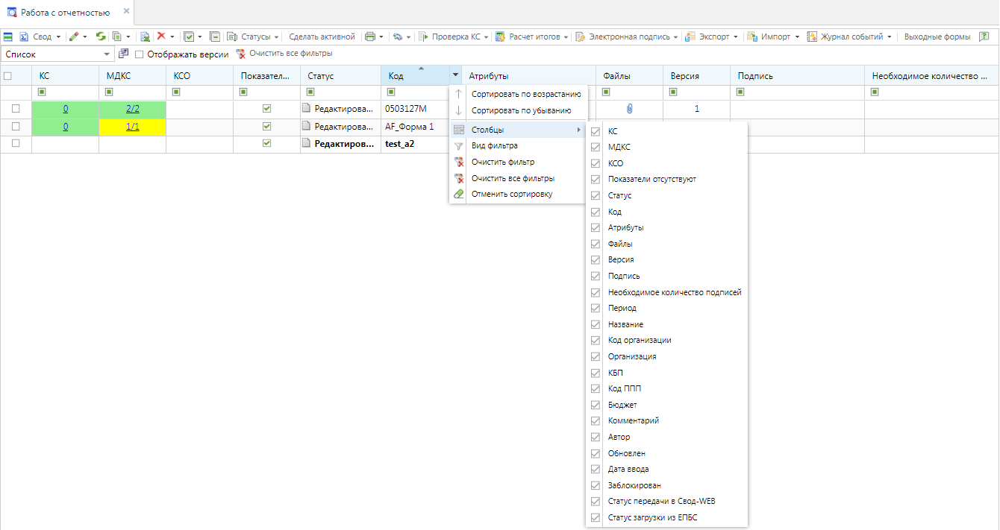 Работа с отчетностью
Свод Статусы Сделать активной Проверка КС Расчет итогов Электронная подпись Экспорт Импорт Журнал событий Выходные формы
Список Отображать версии Очистить все фильтры
КС МДКС КСО Показател... Статус Код Атрибуты Файлы Версия Подпись Необходимое количество ...
0 2/2 Редактирова... 0503127М 1
0 1/1 Редактирова... AF_Форма 1
Редактиров... test_a2
Сортировать по возрастанию
Сортировать по убыванию
Столбцы
Вид фильтра
Очистить фильтр
Очистить все фильтры
Отменить сортировку
КС
МДКС
КСО
Показатели отсутствуют
Статус
Код
Атрибуты
Файлы
Версия
Подпись
Необходимое количество подписей
Период
Название
Код организации
Организация
КБП
Код ППП
Бюджет
Комментарий
Автор
Обновлен
Дата ввода
Заблокирован
Статус передачи в Свод-WEB
Статус загрузки из ЕПБС